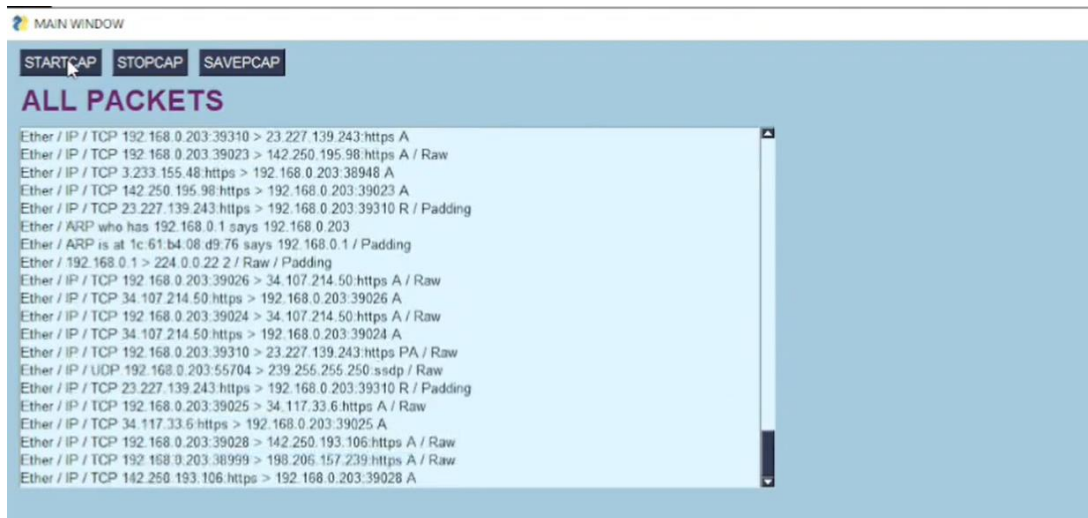 MAIN WINDOW
STARTCAP STOPCAP SAVEPCAP
ALL PACKETS
Ether / IP / TCP 192.168.0.203:39310 > 23.227.139.243:https A
Ether / IP / TCP 192.168.0.203:39023 > 142.250.195.98:https A / Raw
Ether / IP / TCP 3.233.155.48:https > 192.168.0.203:38948 A
Ether / IP / TCP 142.250.195.98:https > 192.168.0.203:39023 A
Ether / IP / TCP 23.227.139.243:https > 192.168.0.203:39310 R / Padding
Ether / ARP who has 192.168.0.1 says 192.168.0.203
Ether / ARP is at 1c:61:b4:08:d9:76 says 192.168.0.1 / Padding
Ether / 192.168.0.1 > 224.0.0.22 2 / Raw / Padding
Ether / IP / TCP 192.168.0.203:39026 > 34.107.214.50:https A / Raw
Ether / IP / TCP 34.107.214.50:https > 192.168.0.203:39026 A
Ether / IP / TCP 192.168.0.203:39024 > 34.107.214.50:https A / Raw
Ether / IP / TCP 34.107.214.50:https > 192.168.0.203:39024 A
Ether / IP / TCP 192.168.0.203:39310 > 23.227.139.243:https PA / Raw
Ether / IP / UDP 192.168.0.203:55704 > 239.255.255.250:ssdp / Raw
Ether / IP / TCP 23.227.139.243:https > 192.168.0.203:39310 R / Padding
Ether / IP / TCP 192.168.0.203:39025 > 34.117.33.6:https A / Raw
Ether / IP / TCP 34.117.33.6:https > 192.168.0.203:39025 A
Ether / IP / TCP 192.168.0.203:39028 > 142.250.193.106:https A / Raw
Ether / IP / TCP 192.168.0.203:38999 > 198.206.157.239:https A / Raw
Ether / IP / TCP 142.250.193.106:https > 192.168.0.203:39028 A